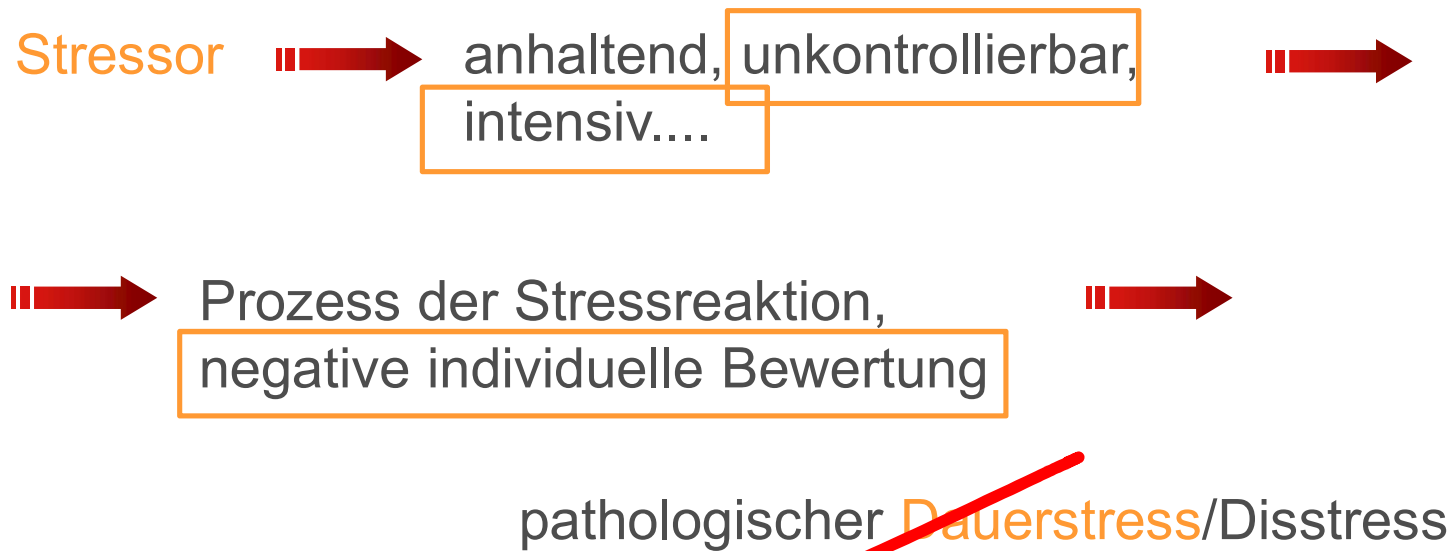 Stressor anhaltend, unkontrollierbar,
intensiv....
Prozess der Stressreaktion,
negative individuelle Bewertung
pathologischer Dauerstress/Disstress